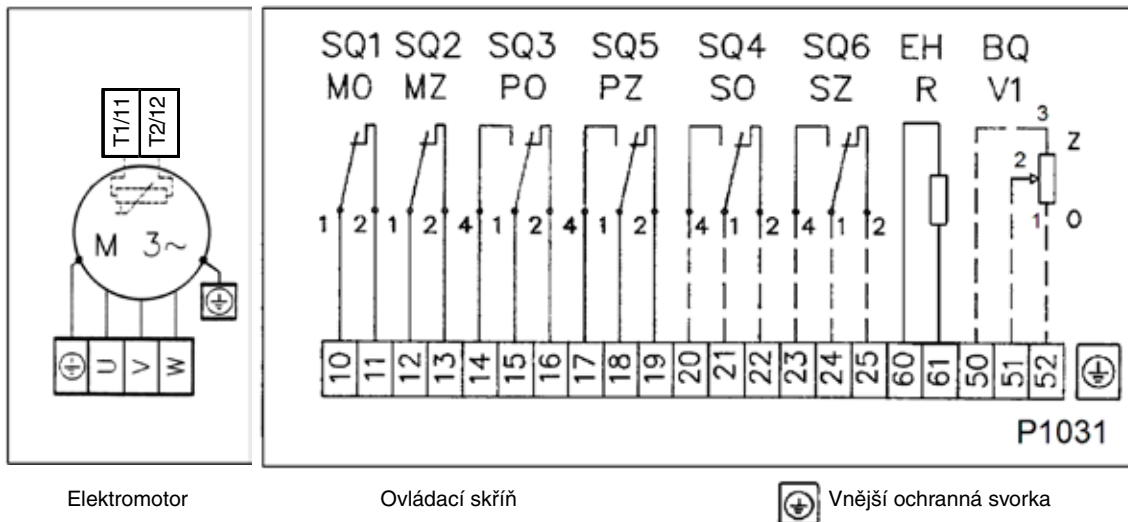 SQ1 SQ2 SQ3 SQ5 SQ4 SQ6 EH BQ
MO MZ PO PZ SO SZ R V1
T1/11 T2/12
M 3~
U V W
3
Z
2
1
O
1 2 1 2 4 1 2 4 1 2 4 1 2 4 1 2
10 11 12 13 14 15 16 17 18 19 20 21 22 23 24 25 60 61 50 51 52
P1031
Elektromotor
Ovládací skříň
Vnější ochranná svorka